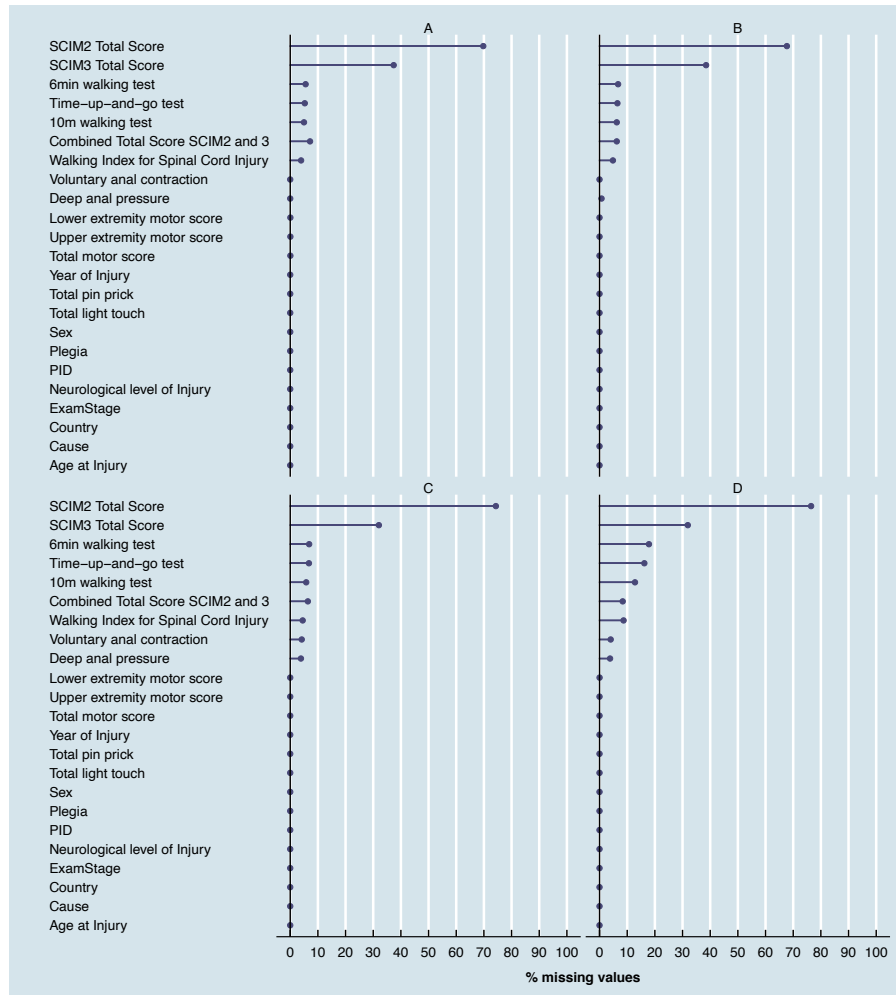 A B
SCIM2 Total Score
SCIM3 Total Score
6min walking test
Time−up−and−go test
10m walking test
Combined Total Score SCIM2 and 3
Walking Index for Spinal Cord Injury
Voluntary anal contraction
Deep anal pressure
Lower extremity motor score
Upper extremity motor score
Total motor score
Year of Injury
Total pin prick
Total light touch
Sex
Plegia
PID
Neurological level of Injury
ExamStage
Country
Cause
Age at Injury
C D
SCIM2 Total Score
SCIM3 Total Score
6min walking test
Time−up−and−go test
10m walking test
Combined Total Score SCIM2 and 3
Walking Index for Spinal Cord Injury
Voluntary anal contraction
Deep anal pressure
Lower extremity motor score
Upper extremity motor score
Total motor score
Year of Injury
Total pin prick
Total light touch
Sex
Plegia
PID
Neurological level of Injury
ExamStage
Country
Cause
Age at Injury
0 10 20 30 40 50 60 70 80 90 100 0 10 20 30 40 50 60 70 80 90 100
% missing values